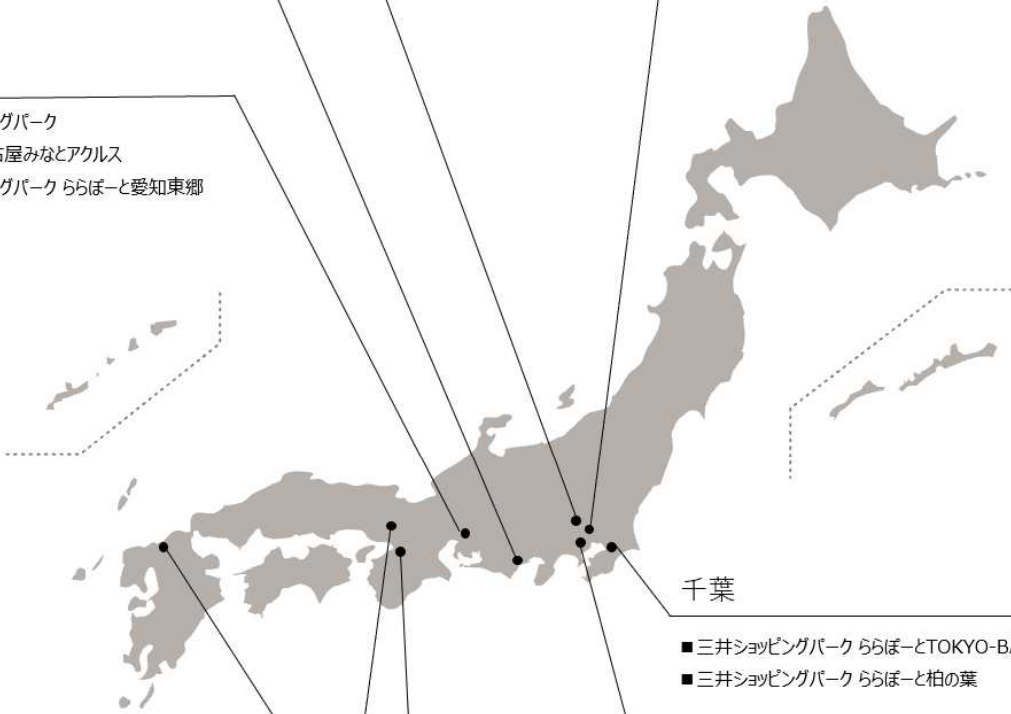 グパーク
古屋みなとアクルス
グパーク ららぽーと愛知東郷
千葉
■三井ショッピングパーク ららぽーとTOKYO-B
■三井ショッピングパーク ららぽーと柏の葉